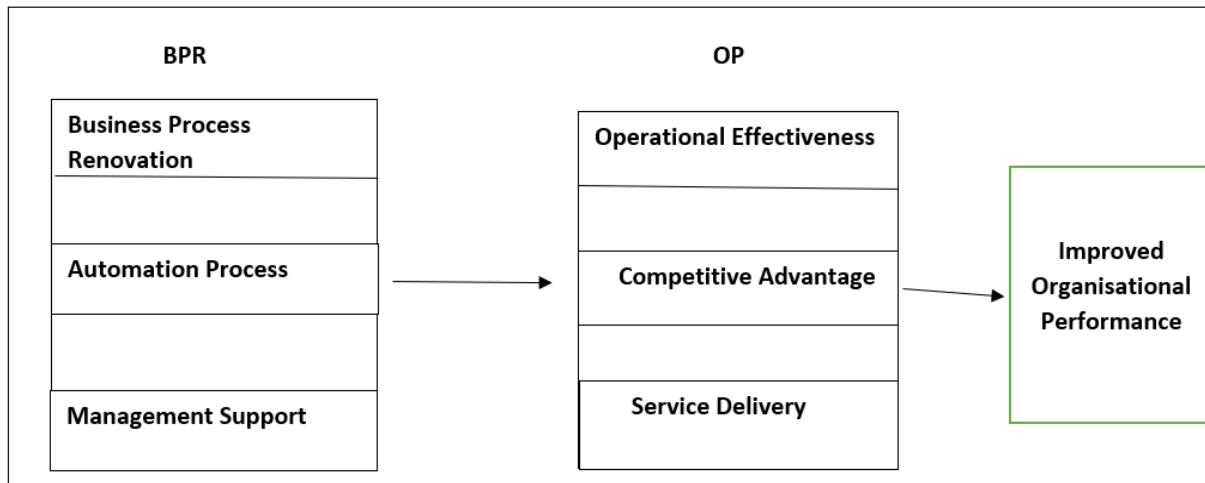 BPR
OP
Business Process
Renovation
Automation Process
Management Support
Operational Effectiveness
Competitive Advantage
Service Delivery
Improved
Organisational
Performance